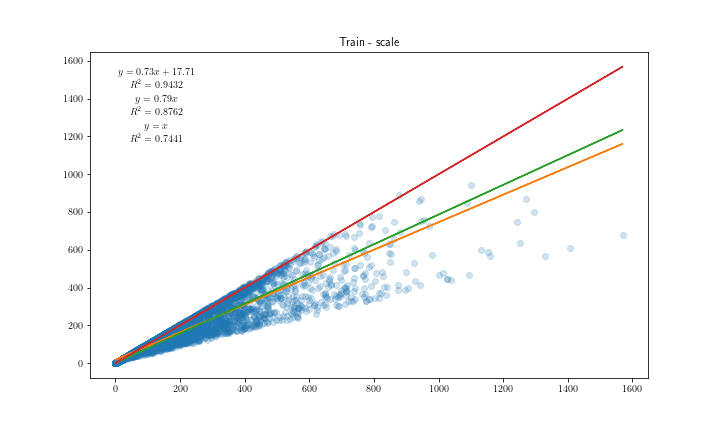 Train - scale
1600
1400
1200
1000
800
600
400
200
0
y = 0.73x + 17.71
R² = 0.9432
y = 0.79x
R² = 0.8762
y = x
R² = 0.7441
0 200 400 600 800 1000 1200 1400 1600